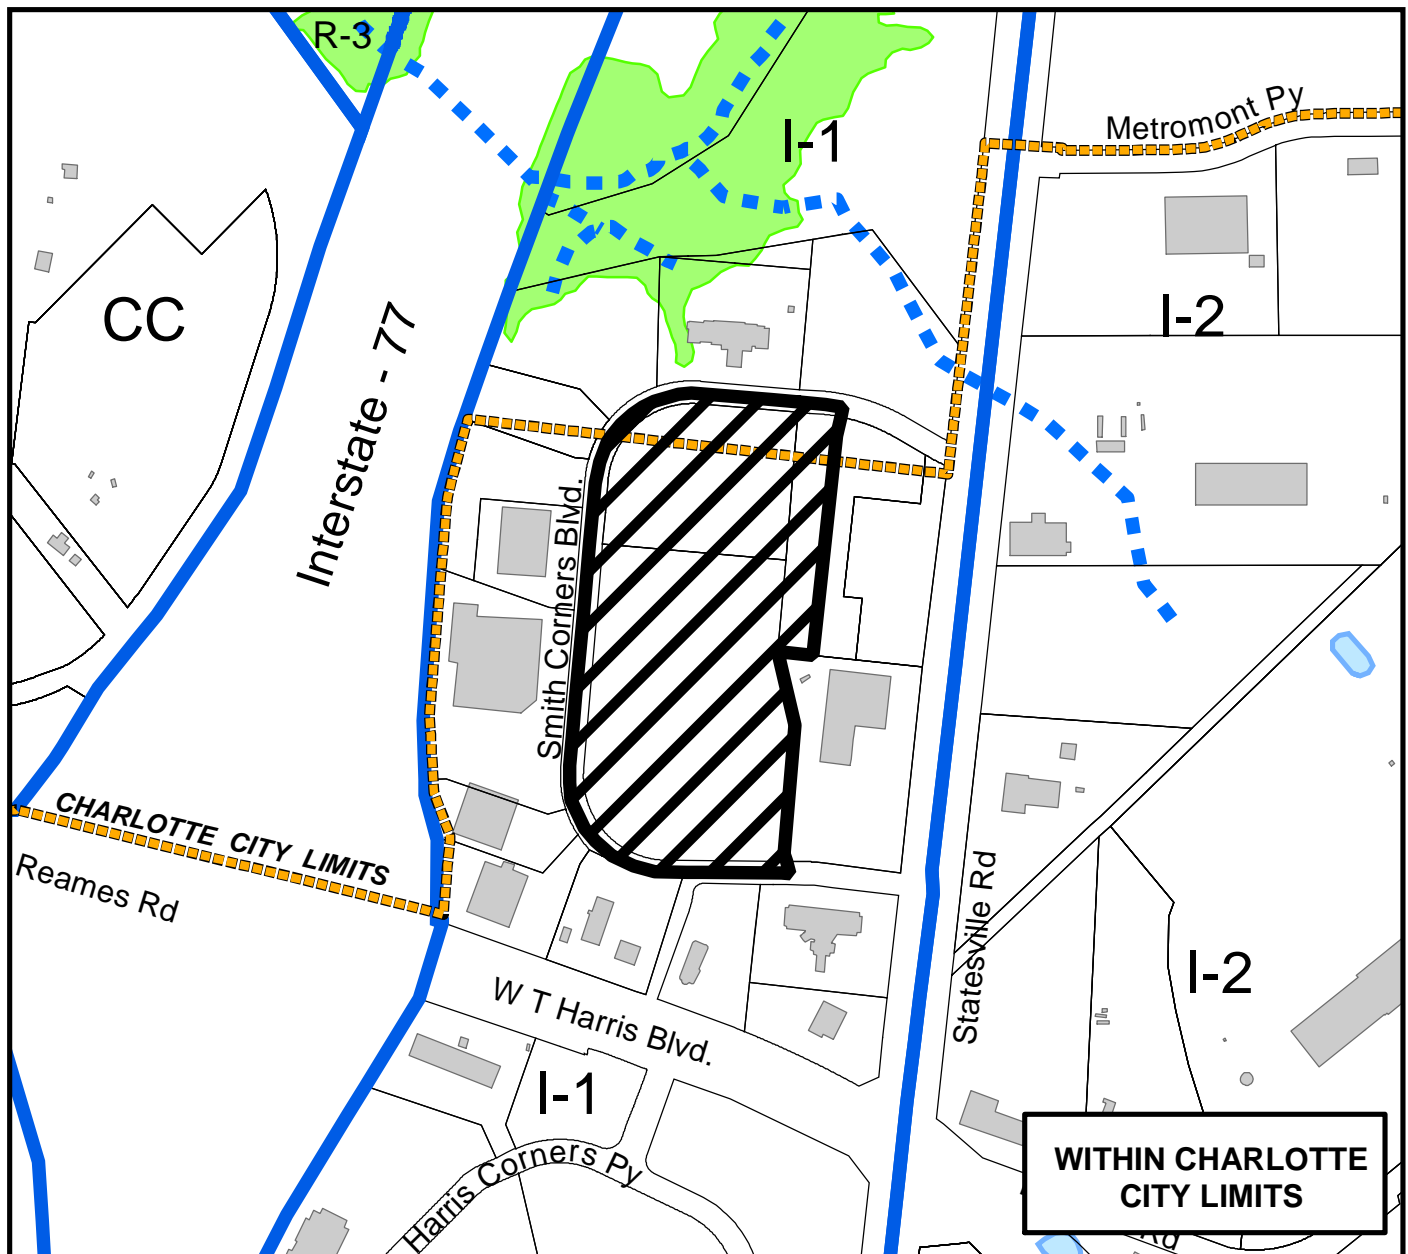 R-3
I-1
Metromont Py
I-2
CC
Interstate - 77
Smith Corners Blvd.
CHARLOTTE CITY LIMITS
Reames Rd
Statesville Rd
I-2
W T Harris Blvd.
I-1
Harris Corners Py
WITHIN CHARLOTTE
CITY LIMITS
Rd